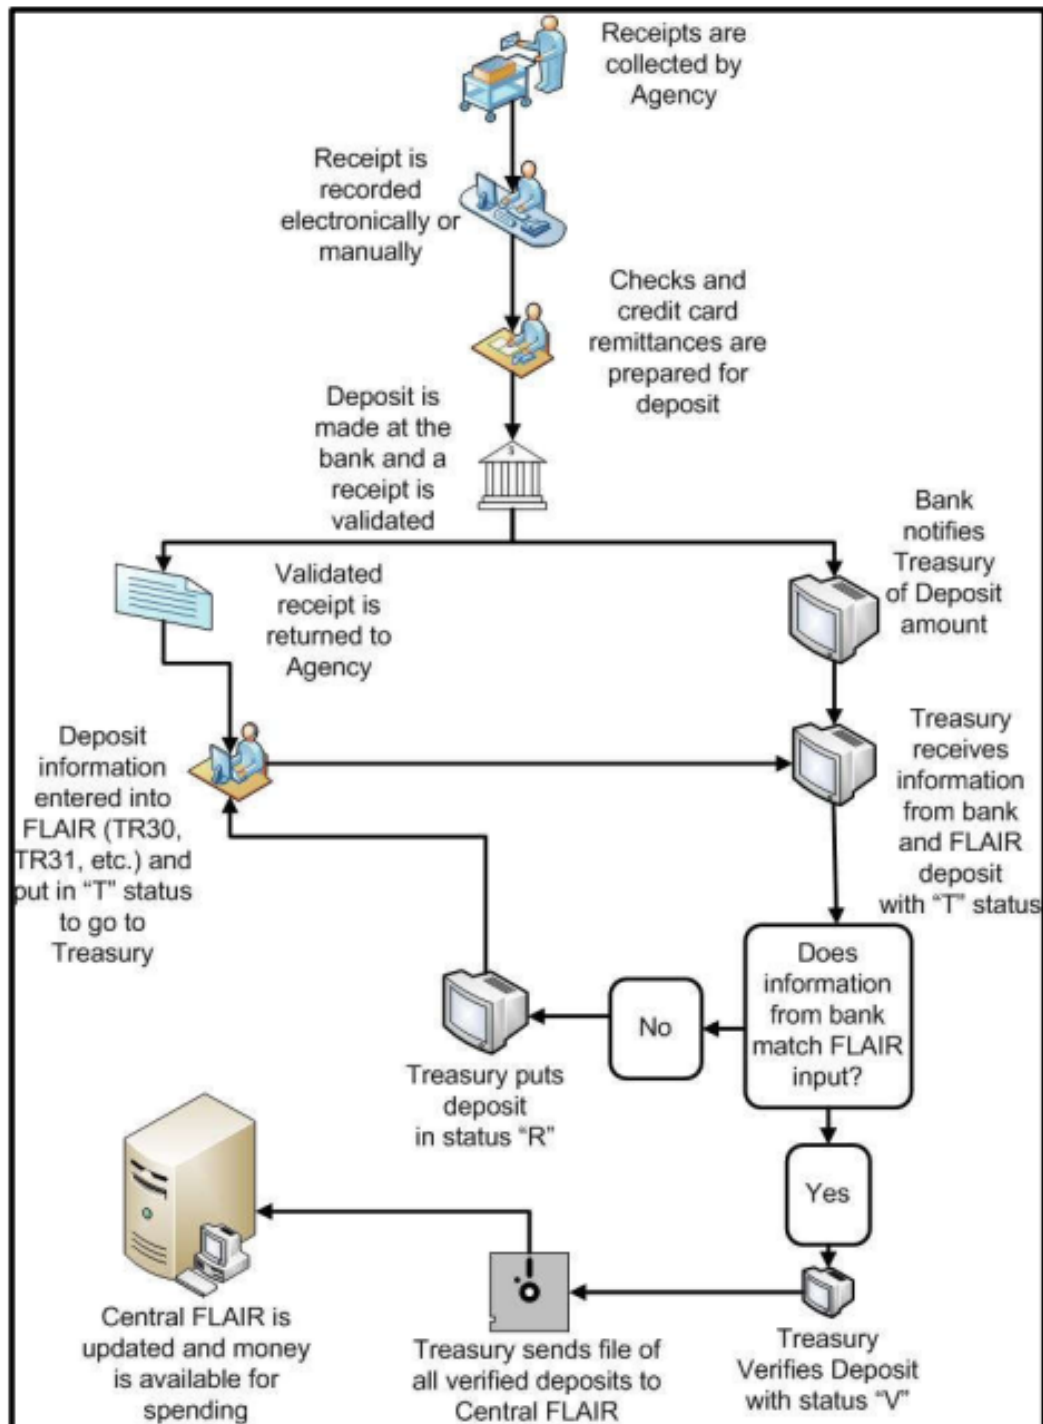 Receipts are
collected by
Agency
Receipt is
recorded
electronically or
manually
Checks and
credit card
remittances are
prepared for
deposit
Deposit is
made at the
bank and a
receipt is
validated
$
Bank
notifies
Treasury
of Deposit
amount
Validated
receipt is
returned to
Agency
Deposit
information
entered into
FLAIR (TR30,
TR31, etc.) and
put in “T” status
to go to
Treasury
Treasury
receives
information
from bank
and FLAIR
deposit
with “T” status
Does
information
from bank
match FLAIR
input?
No
Treasury puts
deposit
in status “R”
Yes
Treasury
Verifies Deposit
with status “V”
Treasury sends file of
all verified deposits to
Central FLAIR
Central FLAIR is
updated and money
is available for
spending